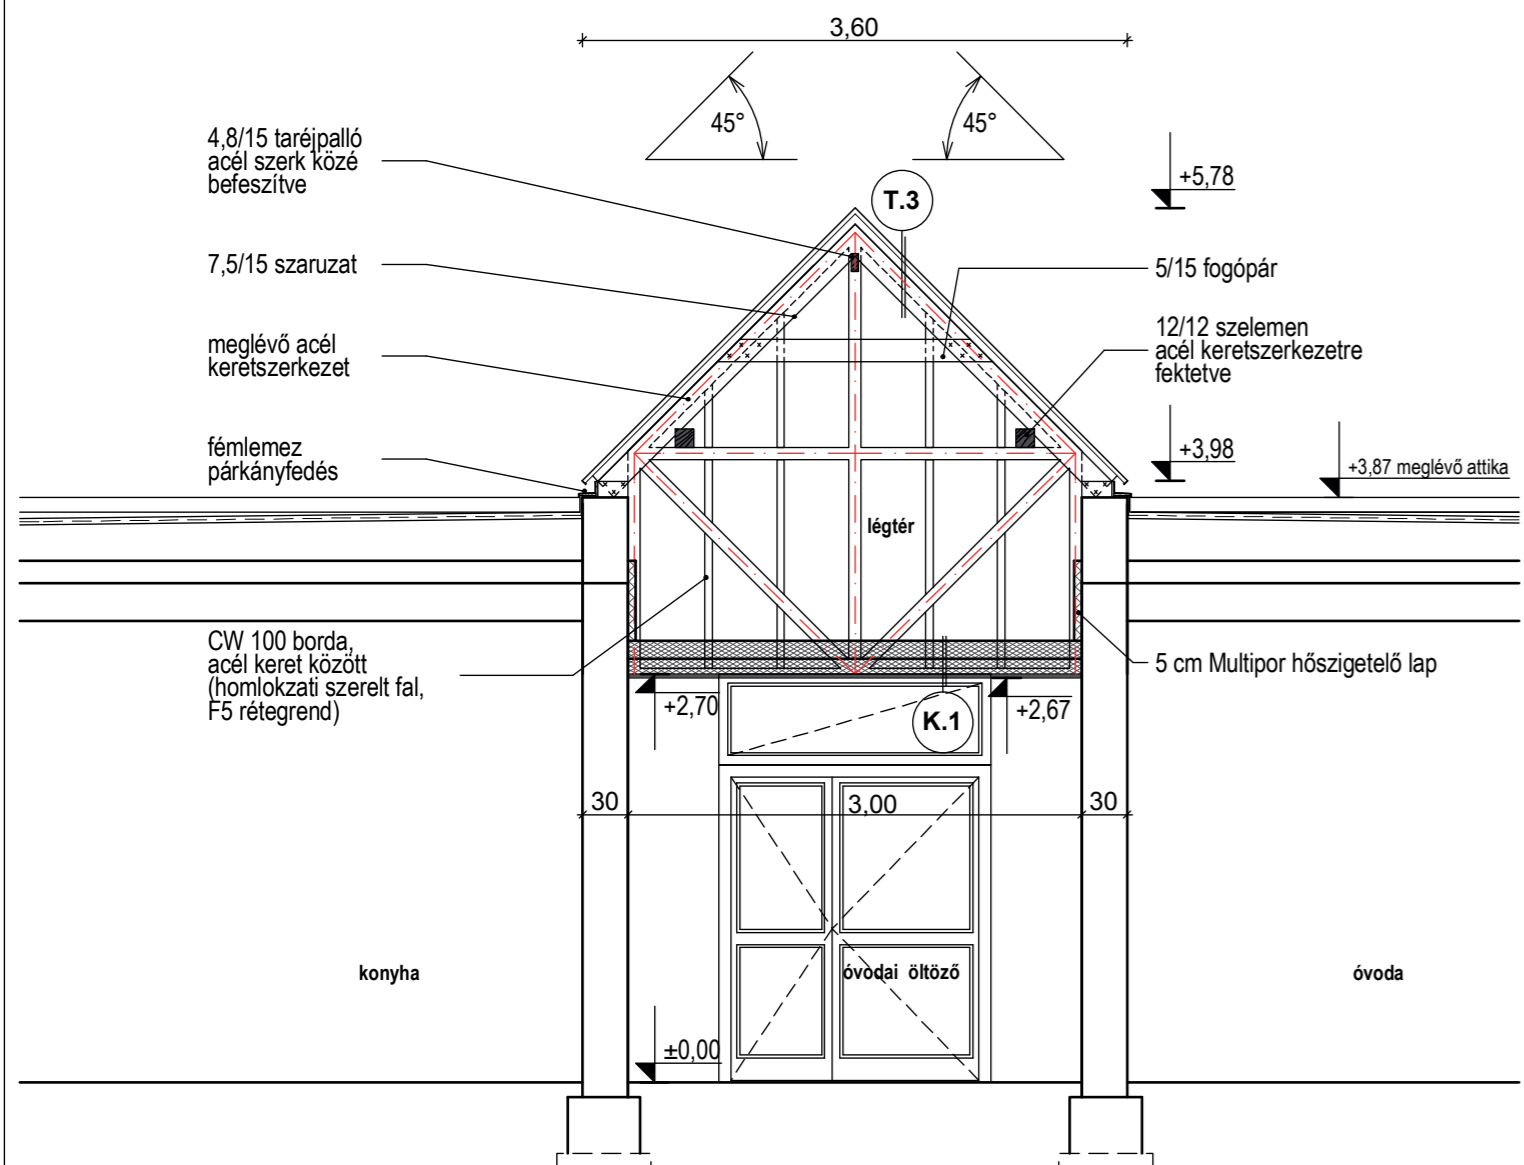 3,60
45°
45°
4,8/15 taréjpalló
acél szerk közé
befeszítve
T.3
+5,78
7,5/15 szaruzat
5/15 fogópár
meglévő acél
keretszerkezet
12/12 szelemen
acél keretszerkezetre
fektetve
fémlemez
párkányfedés
+3,98
+3,87 meglévő attika
légtér
CW 100 borda,
acél keret között
(homlokzati szerelt fal,
F5 rétegrend)
5 cm Multipor hőszigetelő lap
+2,70
K.1
+2,67
30
3,00
30
konyha
óvodai öltöző
óvoda
±0,00